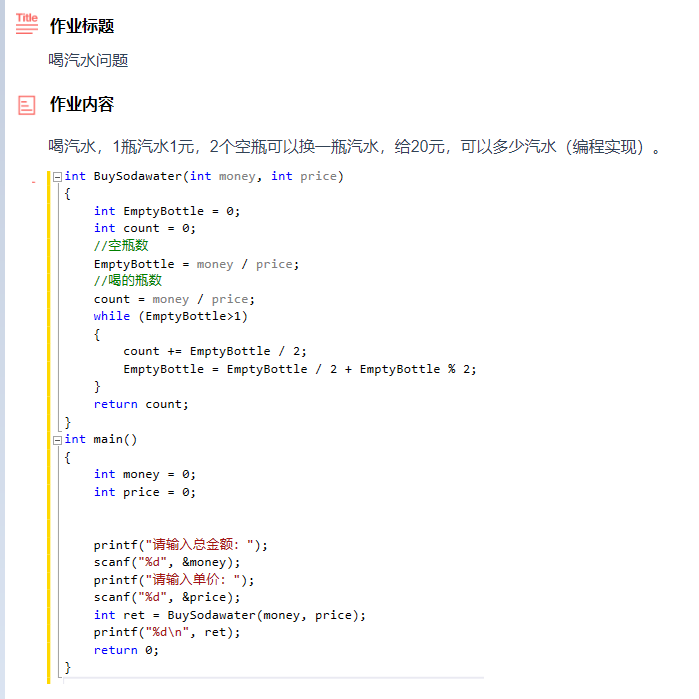 Title 作业标题
喝汽水问题
作业内容
喝汽水，1瓶汽水1元，2个空瓶可以换一瓶汽水，给20元，可以多少汽水（编程实现）。
int BuySodawater(int money, int price)
{
    int EmptyBottle = 0;
    int count = 0;
    //空瓶数
    EmptyBottle = money / price;
    //喝的瓶数
    count = money / price;
    while (EmptyBottle>1)
    {
        count += EmptyBottle / 2;
        EmptyBottle = EmptyBottle / 2 + EmptyBottle % 2;
    }
    return count;
}
int main()
{
    int money = 0;
    int price = 0;
    printf("请输入总金额：");
    scanf("%d", &money);
    printf("请输入单价：");
    scanf("%d", &price);
    int ret = BuySodawater(money, price);
    printf("%d\n", ret);
    return 0;
}